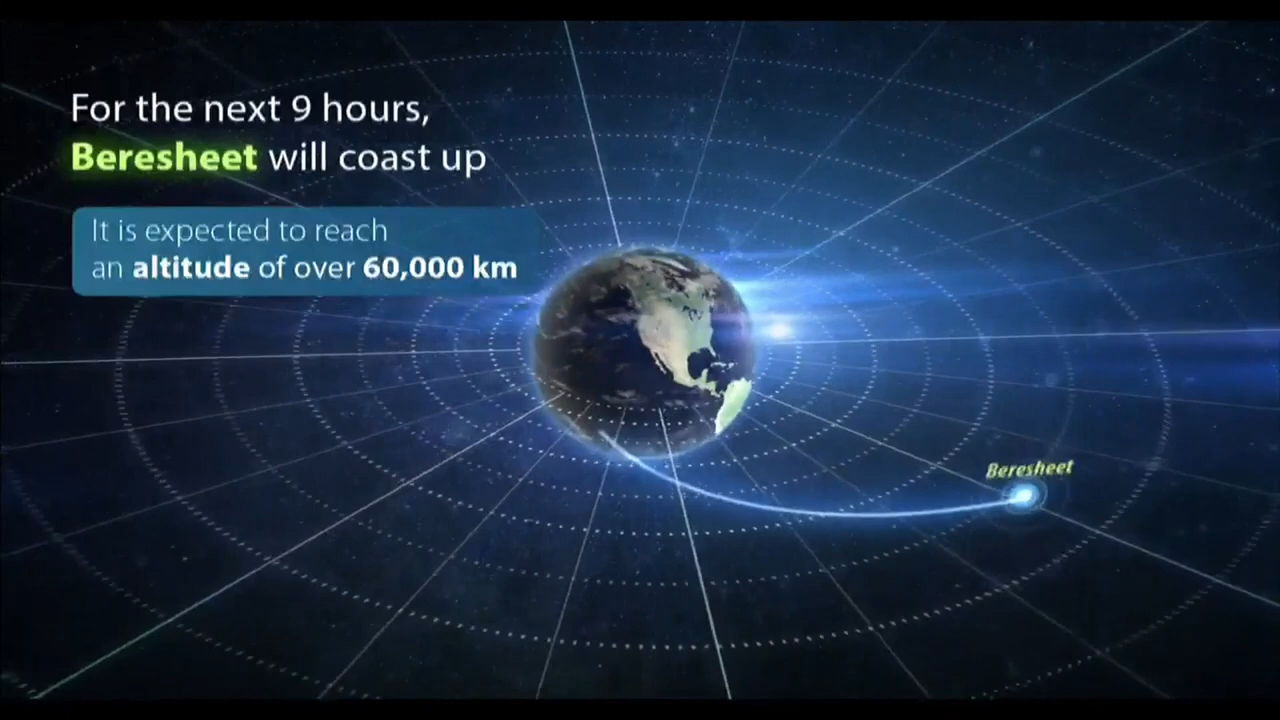 For the next 9 hours,
Beresheet will coast up
It is expected to reach
an altitude of over 60,000 km
Beresheet